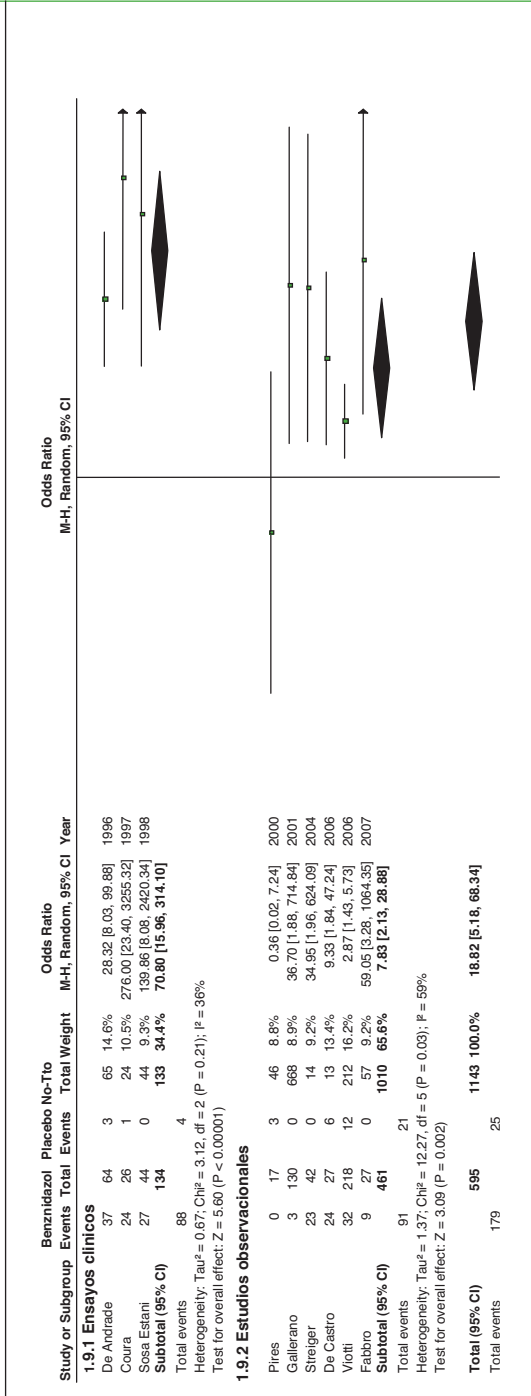 Benznidazol Placebo No-Tto Odds Ratio Odds Ratio
Study or Subgroup Events Total Events Total Weight M-H, Random, 95% CI Year M-H, Random, 95% CI
1.9.1 Ensayos clinicos
De Andrade 37 64 3 65 14.6% 28.32 [8.03, 99.88] 1996
Coura 24 26 1 24 10.5% 276.00 [23.40, 3255.32] 1997
Sosa Estani 27 44 0 44 9.3% 139.86 [8.08, 2420.34] 1998
Subtotal (95% CI) 134 133 34.4% 70.80 [15.96, 314.10]
Total events 88 4
Heterogeneity: Tau² = 0.67; Chi² = 3.12, df = 2 (P = 0.21); I² = 36%
Test for overall effect: Z = 5.60 (P < 0.00001)
1.9.2 Estudios observacionales
Pires 0 17 3 46 8.8% 0.36 [0.02, 7.24] 2000
Gallerano 3 130 0 668 8.9% 36.70 [1.88, 714.84] 2001
Streiger 23 42 0 14 9.2% 34.95 [1.96, 624.09] 2004
De Castro 24 27 6 13 13.4% 9.33 [1.84, 47.24] 2006
Viotti 32 218 12 212 16.2% 2.87 [1.43, 5.73] 2006
Fabbro 9 27 0 57 9.2% 59.05 [3.28, 1064.35] 2007
Subtotal (95% CI) 461 1010 65.6% 7.83 [2.13, 28.88]
Total events 91 21
Heterogeneity: Tau² = 1.37; Chi² = 12.27, df = 5 (P = 0.03); I² = 59%
Test for overall effect: Z = 3.09 (P = 0.002)
Total (95% CI) 595 1143 100.0% 18.82 [5.18, 68.34]
Total events 179 25